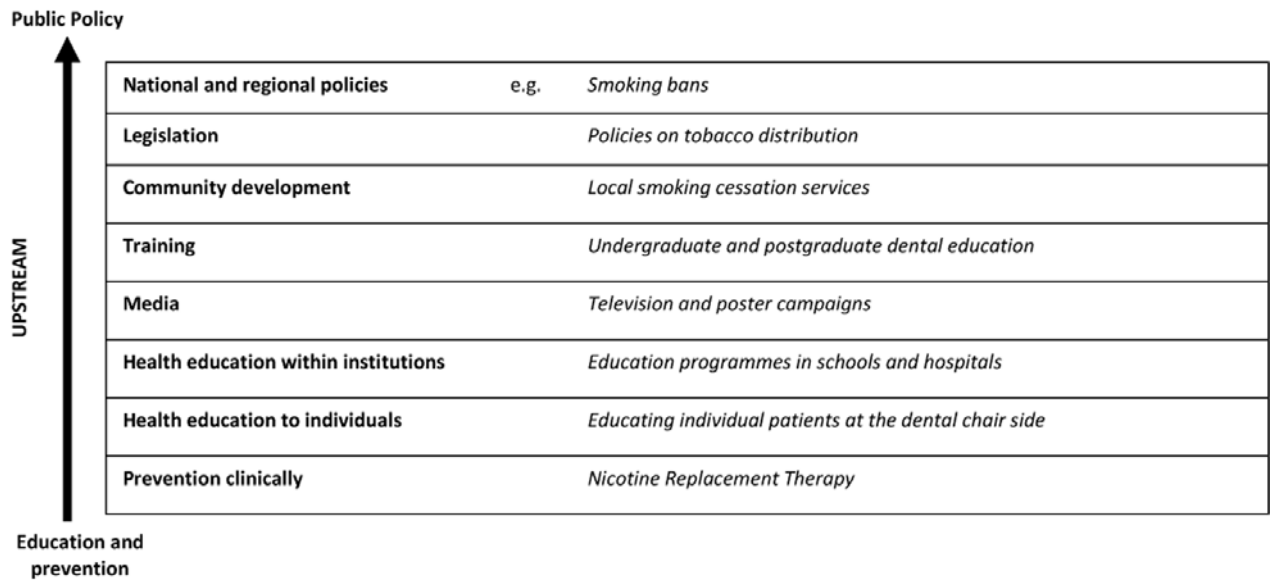 Public Policy
National and regional policies e.g. Smoking bans
Legislation Policies on tobacco distribution
Community development Local smoking cessation services
Training Undergraduate and postgraduate dental education
UPSTREAM
Media Television and poster campaigns
Health education within institutions Education programmes in schools and hospitals
Health education to individuals Educating individual patients at the dental chair side
Prevention clinically Nicotine Replacement Therapy
Education and
prevention